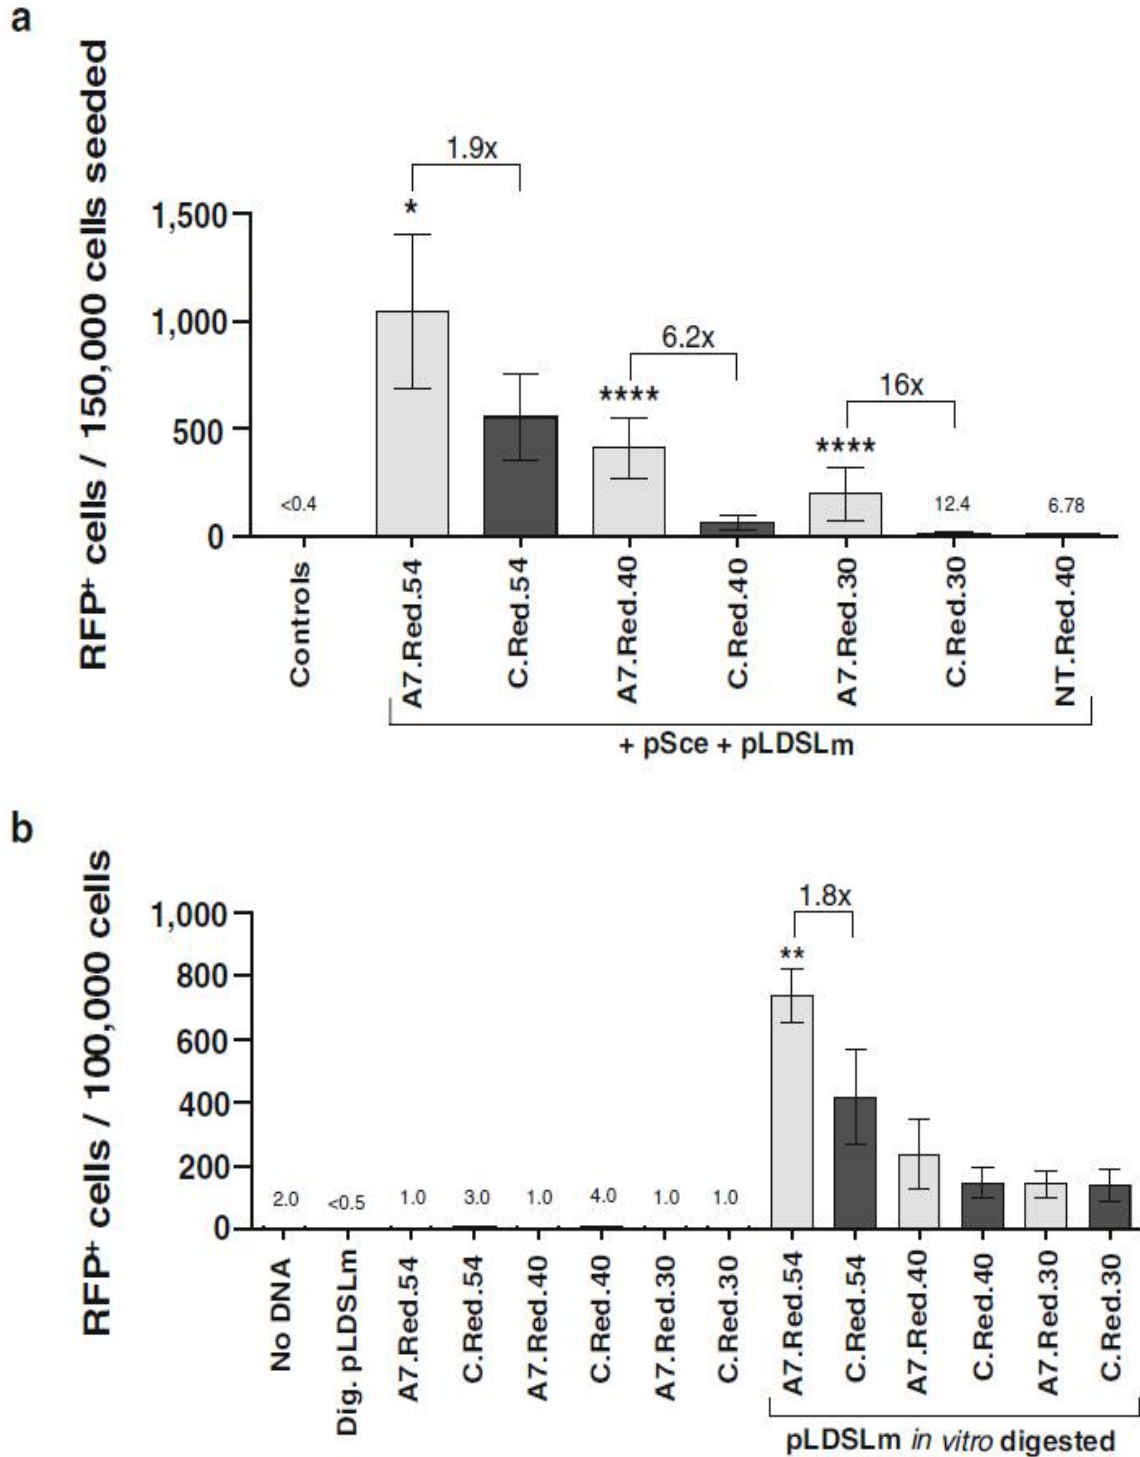 a
RFP+ cells / 150,000 cells seeded
1,500
1,000
500
0
1.9x
*
6.2x
****
16x
****
<0.4
12.4
6.78
Controls
A7.Red.54
C.Red.54
A7.Red.40
C.Red.40
A7.Red.30
C.Red.30
NT.Red.40
+ pSce + pLDSLm
b
RFP+ cells / 100,000 cells
1,000
800
600
400
200
0
1.8x
**
2.0
<0.5
1.0
3.0
1.0
4.0
1.0
1.0
No DNA
Dig. pLDSLm
A7.Red.54
C.Red.54
A7.Red.40
C.Red.40
A7.Red.30
C.Red.30
A7.Red.54
C.Red.54
A7.Red.40
C.Red.40
A7.Red.30
C.Red.30
pLDSLm in vitro digested